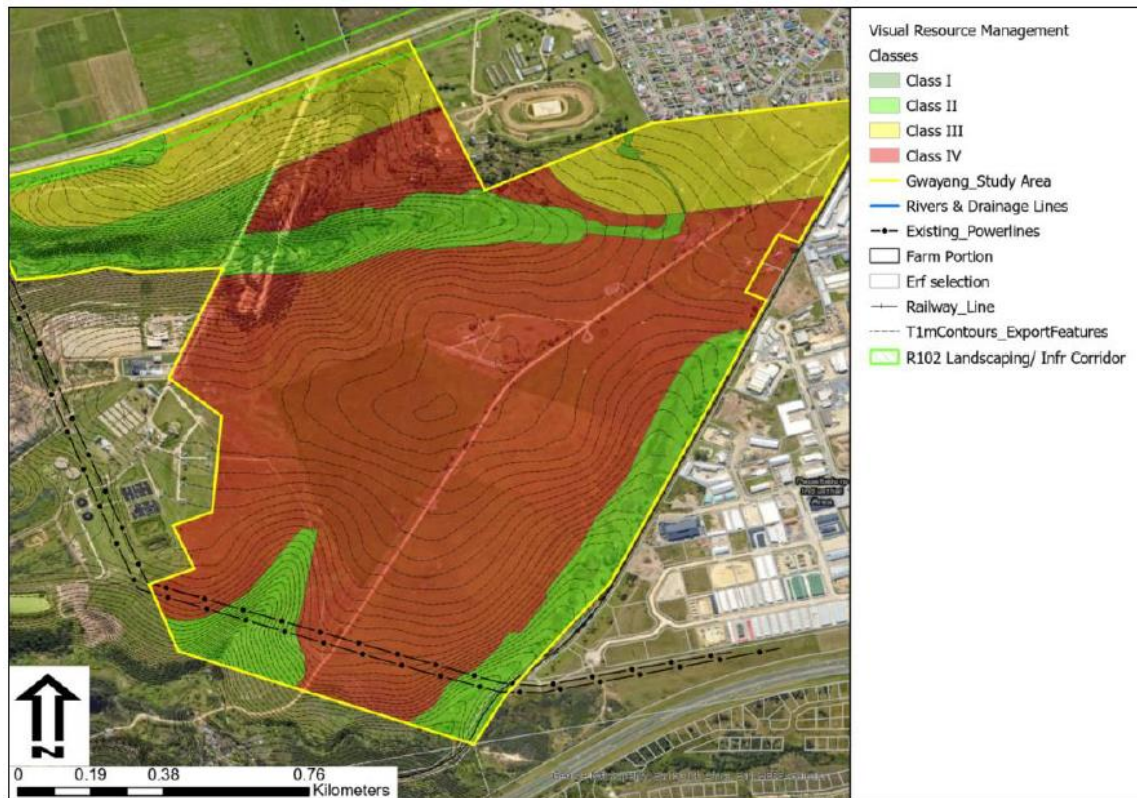 Visual Resource Management
Classes
Class I
Class II
Class III
Class IV
Gwayang_Study Area
Rivers & Drainage Lines
Existing_Powerlines
Farm Portion
Erf selection
Railway_Line
T1mContours_ExportFeatures
R102 Landscaping/ Infr Corridor
Area
N
0 0.19 0.38 0.76
Kilometers